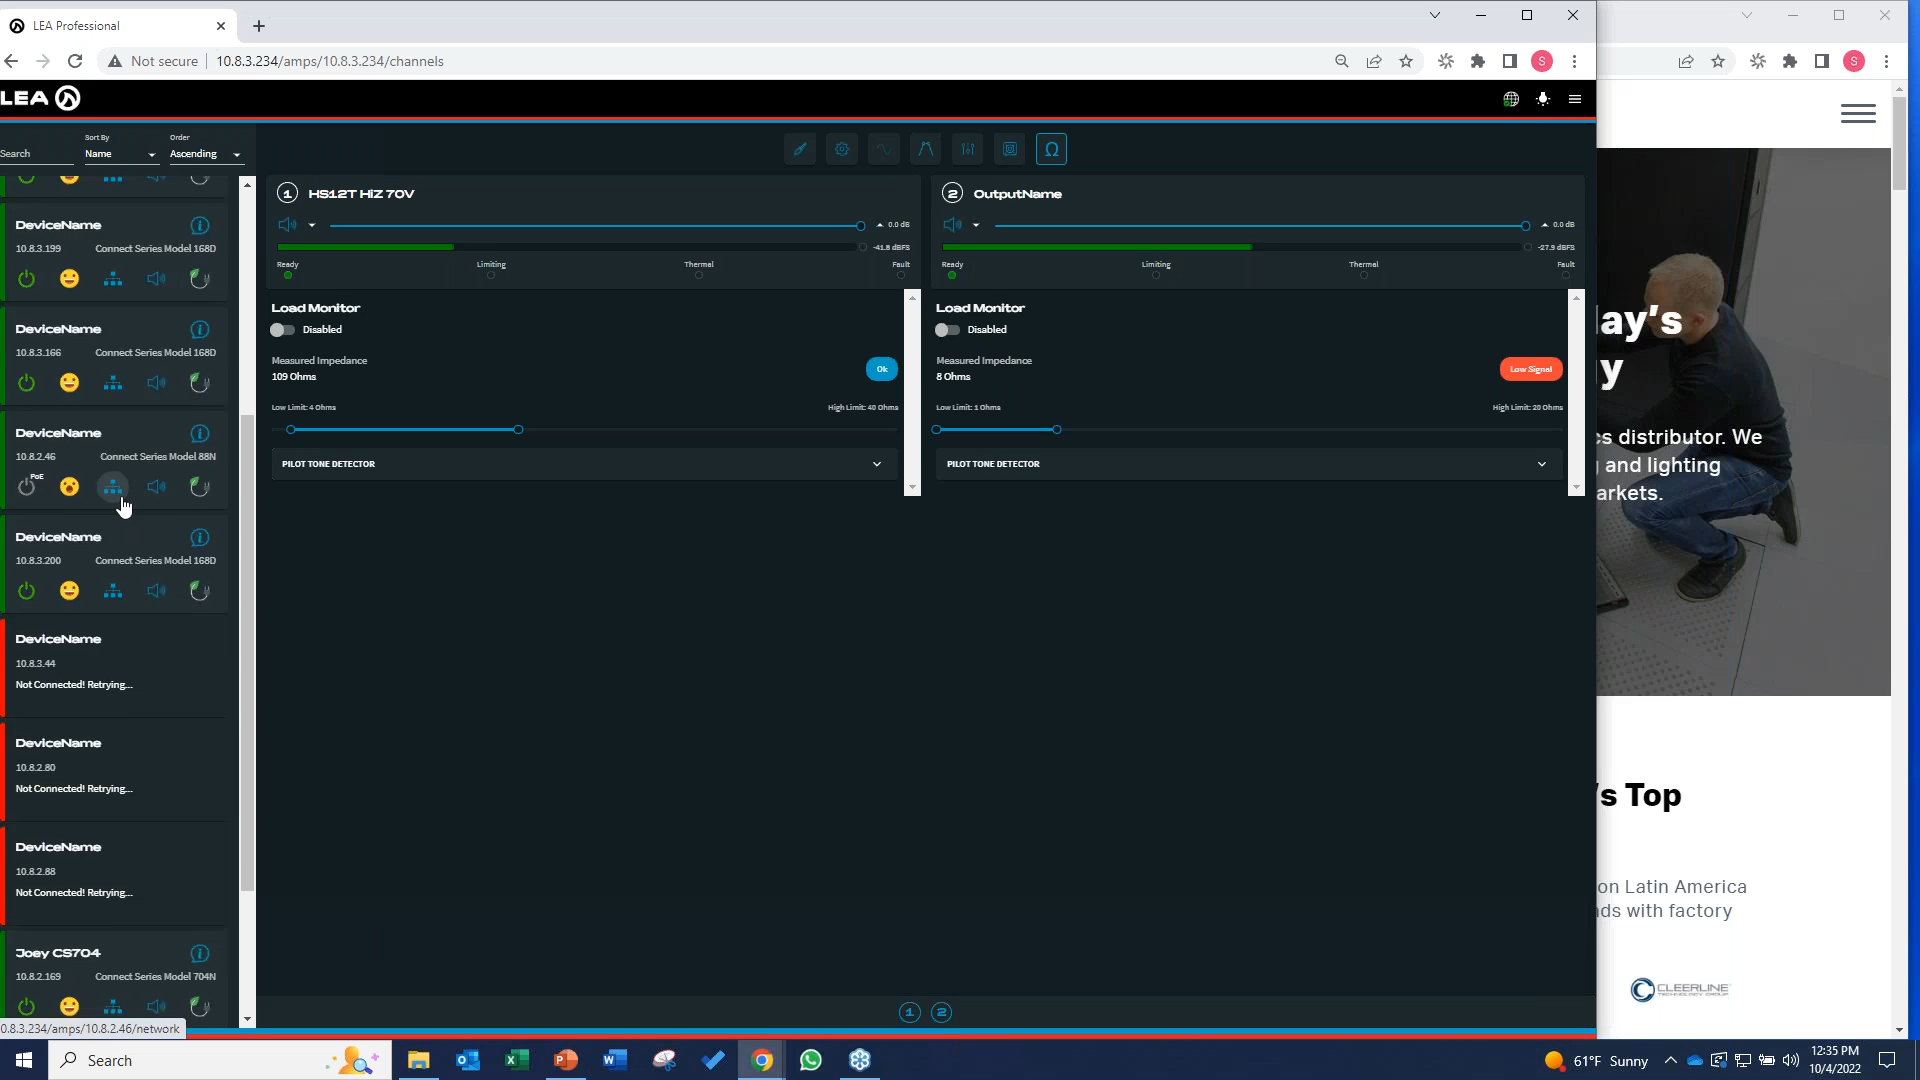 LEA Professional
Not secure
10.8.3.234/amps/10.8.3.234/channels
S
S
LEA
Search
Sort By
Name
Order
Ascending
DeviceName
10.8.3.199
Connect Series Model 168D
DeviceName
10.8.3.166
Connect Series Model 168D
DeviceName
10.8.2.46
Connect Series Model 88N
PoE
DeviceName
10.8.3.200
Connect Series Model 168D
DeviceName
10.8.3.44
Not Connected! Retrying...
DeviceName
10.8.2.80
Not Connected! Retrying...
DeviceName
10.8.2.88
Not Connected! Retrying...
Joey CS704
10.8.2.169
Connect Series Model 704N
0.8.3.234/amps/10.8.2.46/network
1 HS12T HiZ 70V
0.0 dB
-41.8 dBFS
Ready
Limiting
Thermal
Fault
Load Monitor
Disabled
Measured Impedance
109 Ohms
Ok
Low Limit: 4 Ohms
High Limit: 40 Ohms
PILOT TONE DETECTOR
2 OutputName
0.0 dB
-27.9 dBFS
Ready
Limiting
Thermal
Fault
Load Monitor
Disabled
Measured Impedance
8 Ohms
Low Signal
Low Limit: 1 Ohms
High Limit: 20 Ohms
PILOT TONE DETECTOR
1
2
ay's
y
cs distributor. We
and lighting
arkets.
's Top
on Latin America
nds with factory
CLEERLINE
TECHNOLOGY GROUP
Search
61°F Sunny
12:35 PM
10/4/2022